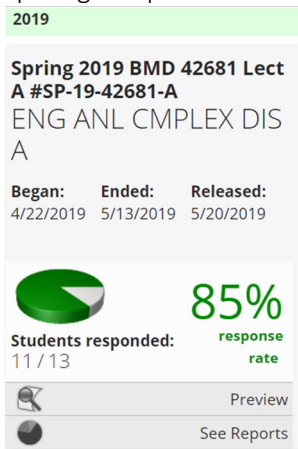 2019
Spring 2019 BMD 42681 Lect
A #SP-19-42681-A
ENG ANL CMPLEX DIS
A
Began: Ended: Released:
4/22/2019 5/13/2019 5/20/2019
85%
response
rate
Students responded:
11 / 13
Preview
See Reports